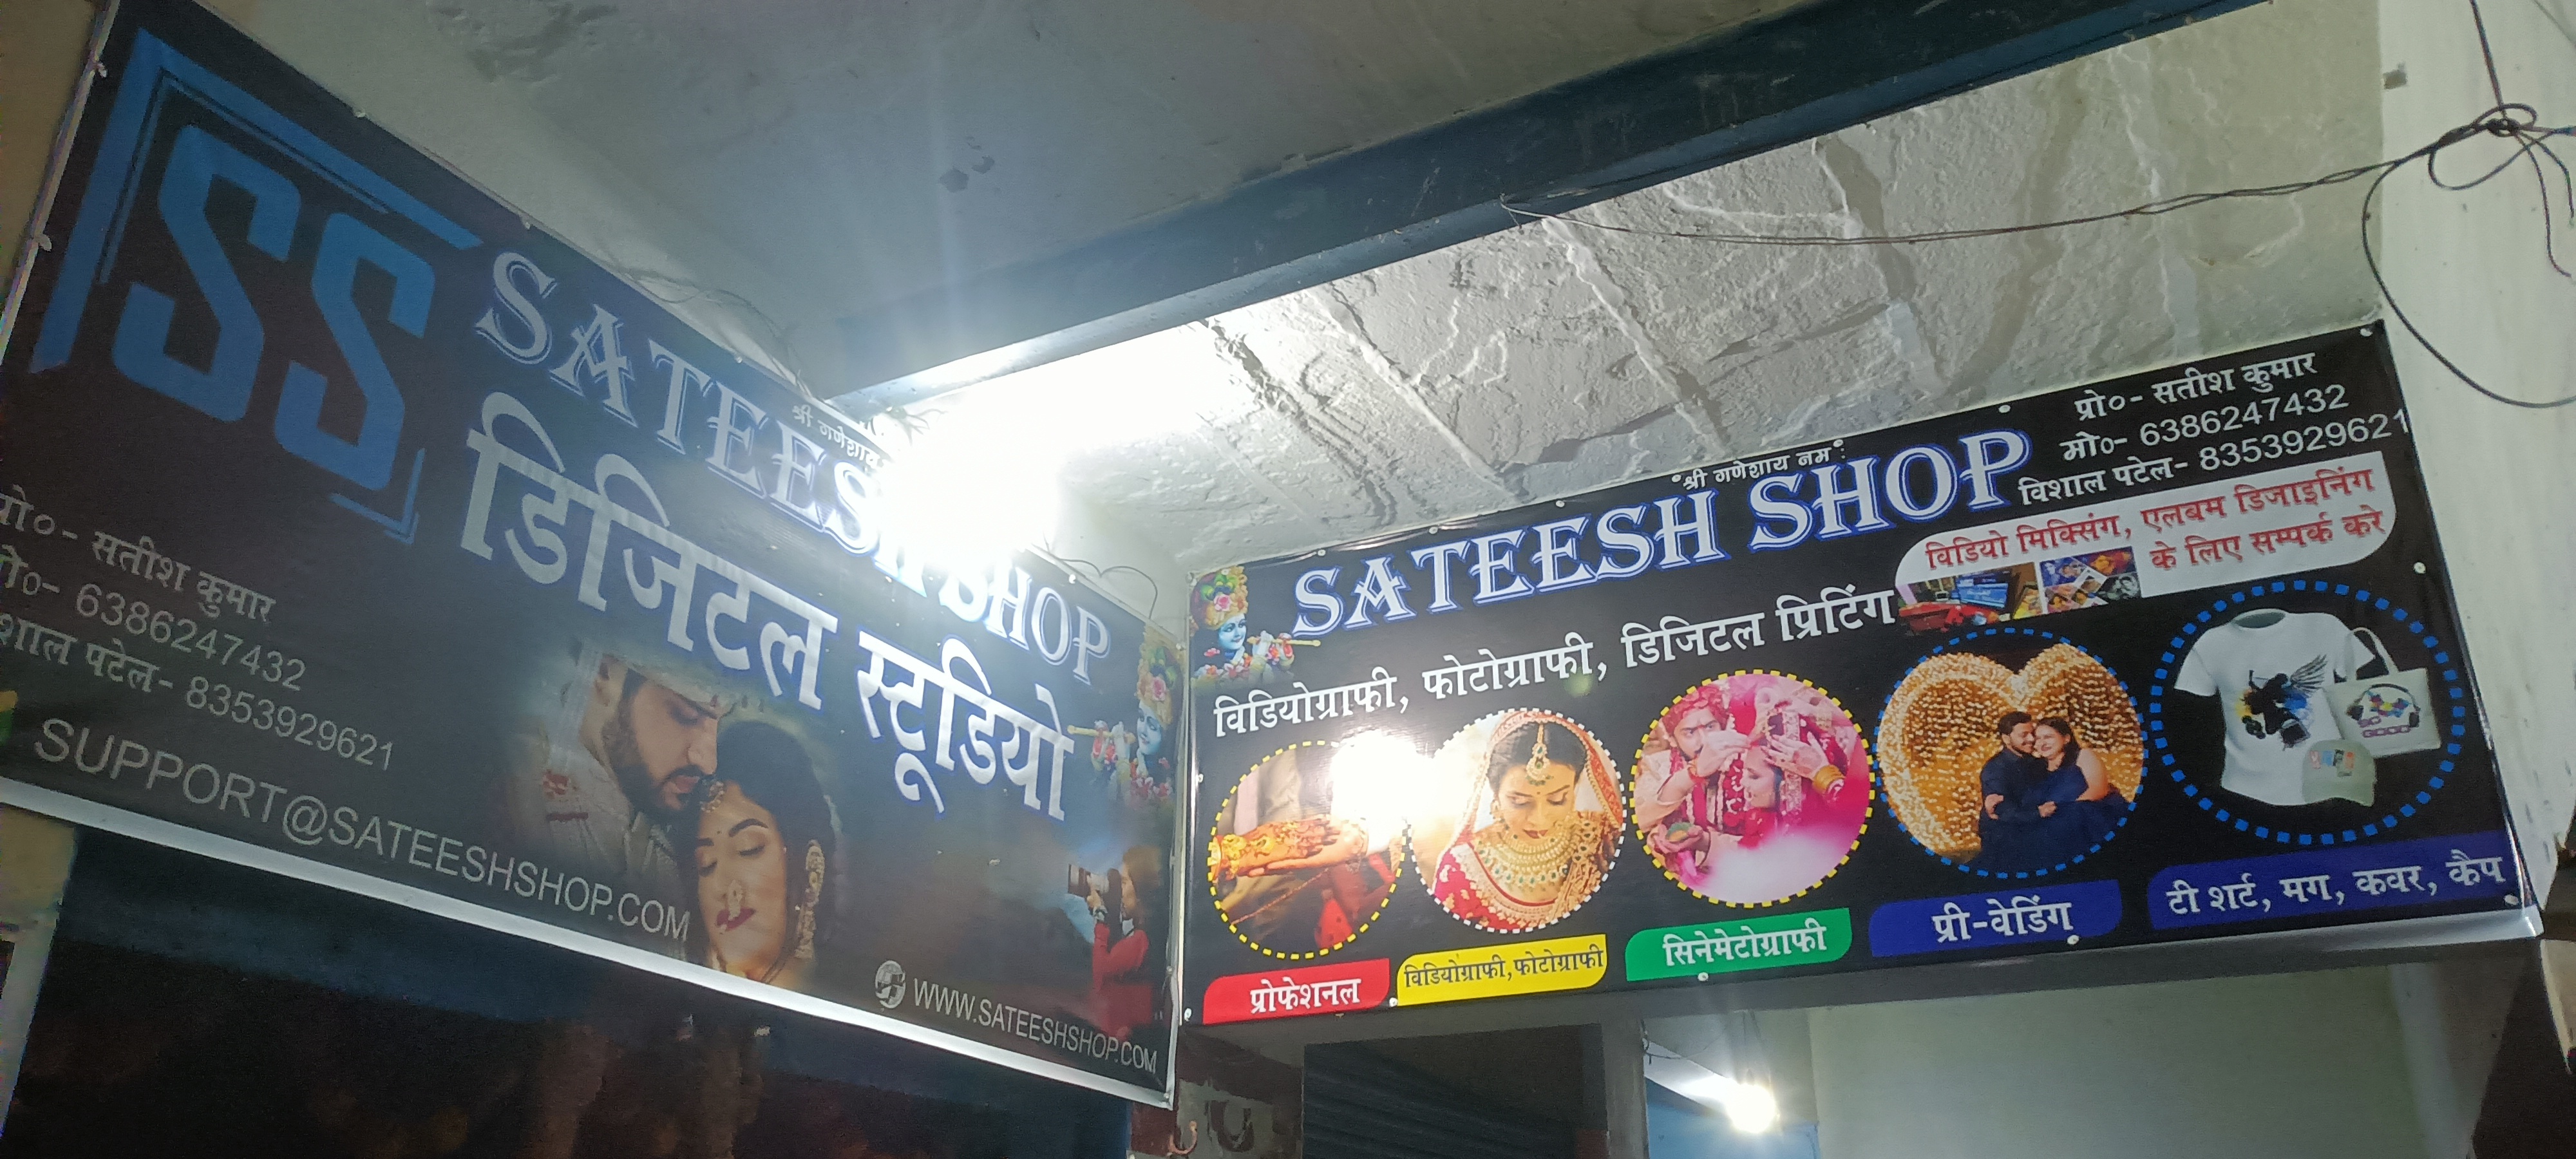 SS
श्री गणेशाय
SATEESH SHOP
डिजिटल स्टूडियो
प्रो०- सतीश कुमार
मो०- 6386247432
विशाल पटेल- 8353929621
SUPPORT@SATEESHSHOP.COM
WWW.SATEESHSHOP.COM
श्री गणेशाय नमः
SATEESH SHOP
प्रो०- सतीश कुमार
मो०- 6386247432
विशाल पटेल- 8353929621
विडियो मिक्सिंग, एलबम डिजाइनिंग
के लिए सम्पर्क करे
विडियोग्राफी, फोटोग्राफी, डिजिटल प्रिटिंग
प्रोफेशनल
विडियोग्राफी,फोटोग्राफी
सिनेमेटोग्राफी
प्री-वेडिंग
टी शर्ट, मग, कवर, कैप